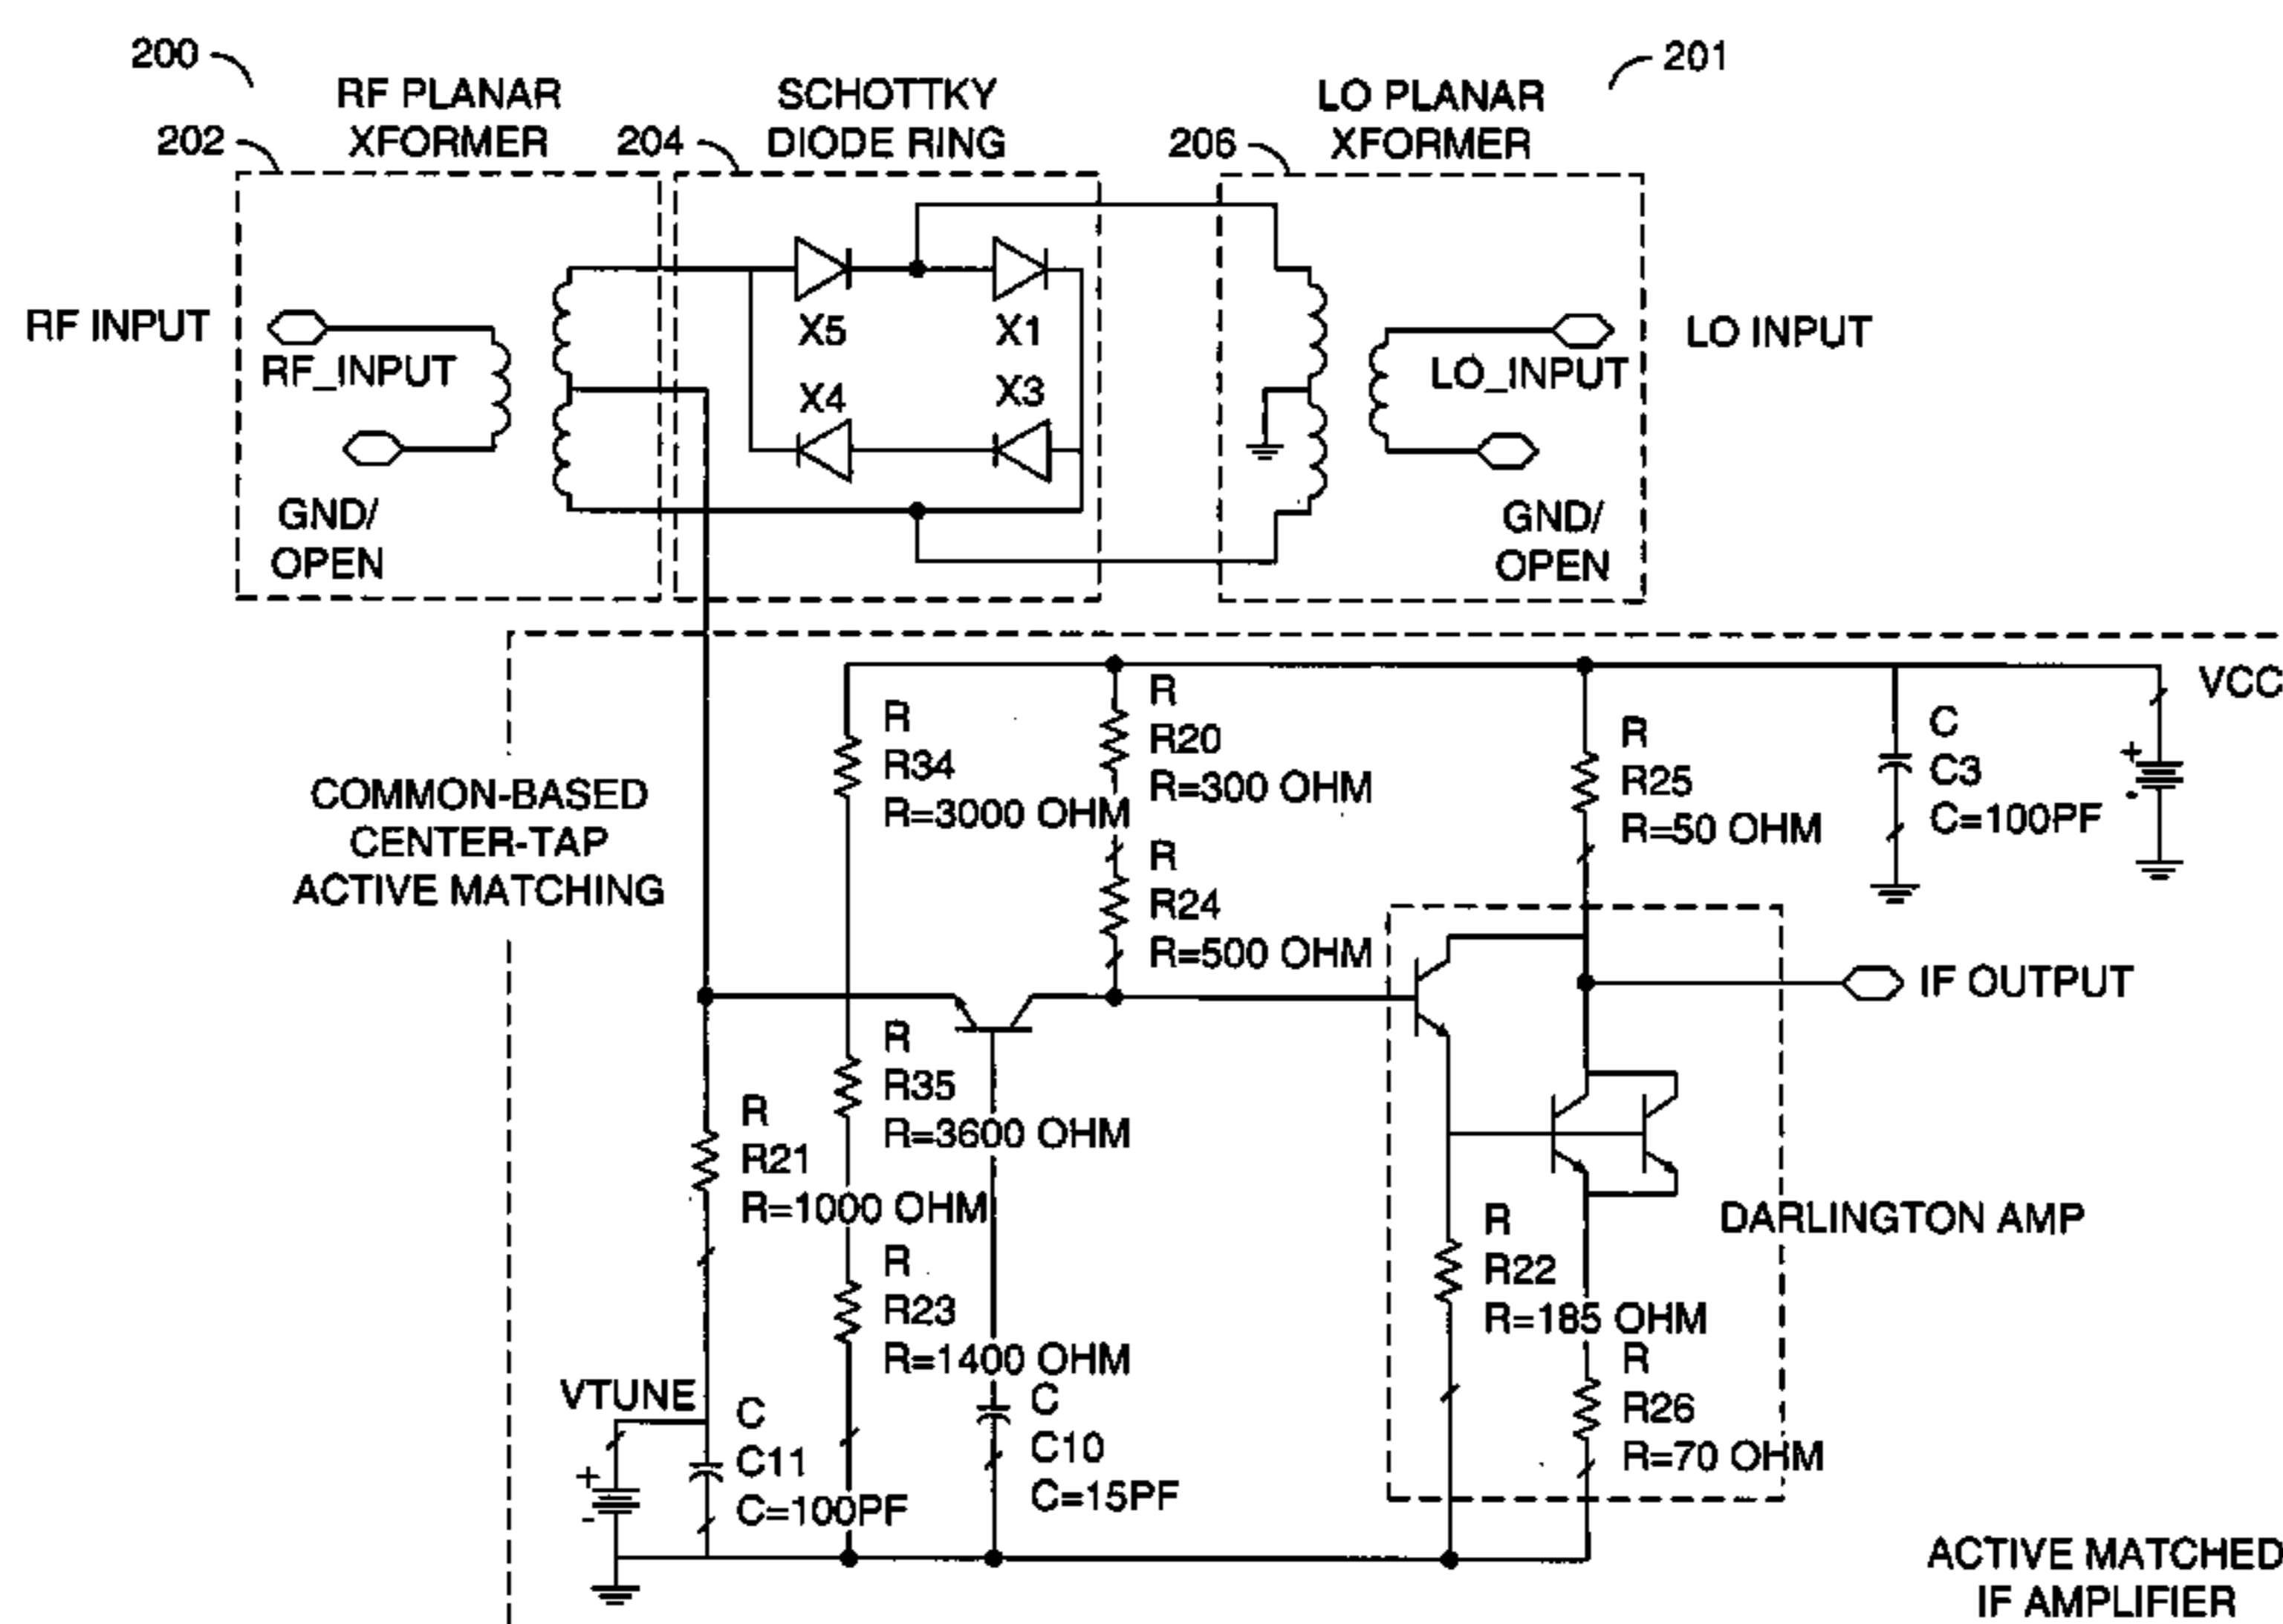 200
201
RF PLANAR
XFORMER
202
SCHOTTKY
DIODE RING
204
LO PLANAR
XFORMER
206
RF INPUT
RF_INPUT
GND/
OPEN
X5
X1
X4
X3
LO_INPUT
LO INPUT
GND/
OPEN
VCC
COMMON-BASED
CENTER-TAP
ACTIVE MATCHING
R
R34
R=3000 OHM
R
R20
R=300 OHM
R
R24
R=500 OHM
R
R25
R=50 OHM
C
C3
C=100PF
+
-
IF OUTPUT
R
R35
R=3600 OHM
R
R21
R=1000 OHM
R
R23
R=1400 OHM
R
R22
R=185 OHM
DARLINGTON AMP
R
R26
R=70 OHM
VTUNE
+
-
C
C11
C=100PF
C
C10
C=15PF
ACTIVE MATCHED
IF AMPLIFIER